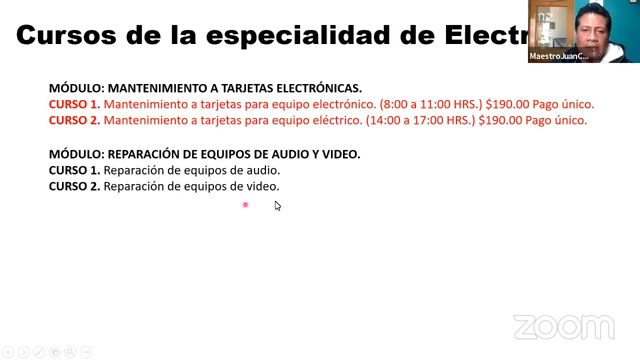 Cursos de la especialidad de Electr
MaestroJuanC...
MÓDULO: MANTENIMIENTO A TARJETAS ELECTRÓNICAS.
CURSO 1. Mantenimiento a tarjetas para equipo electrónico. (8:00 a 11:00 HRS.) $190.00 Pago único.
CURSO 2. Mantenimiento a tarjetas para equipo eléctrico. (14:00 a 17:00 HRS.) $190.00 Pago único.
MÓDULO: REPARACIÓN DE EQUIPOS DE AUDIO Y VIDEO.
CURSO 1. Reparación de equipos de audio.
CURSO 2. Reparación de equipos de video.
zoom